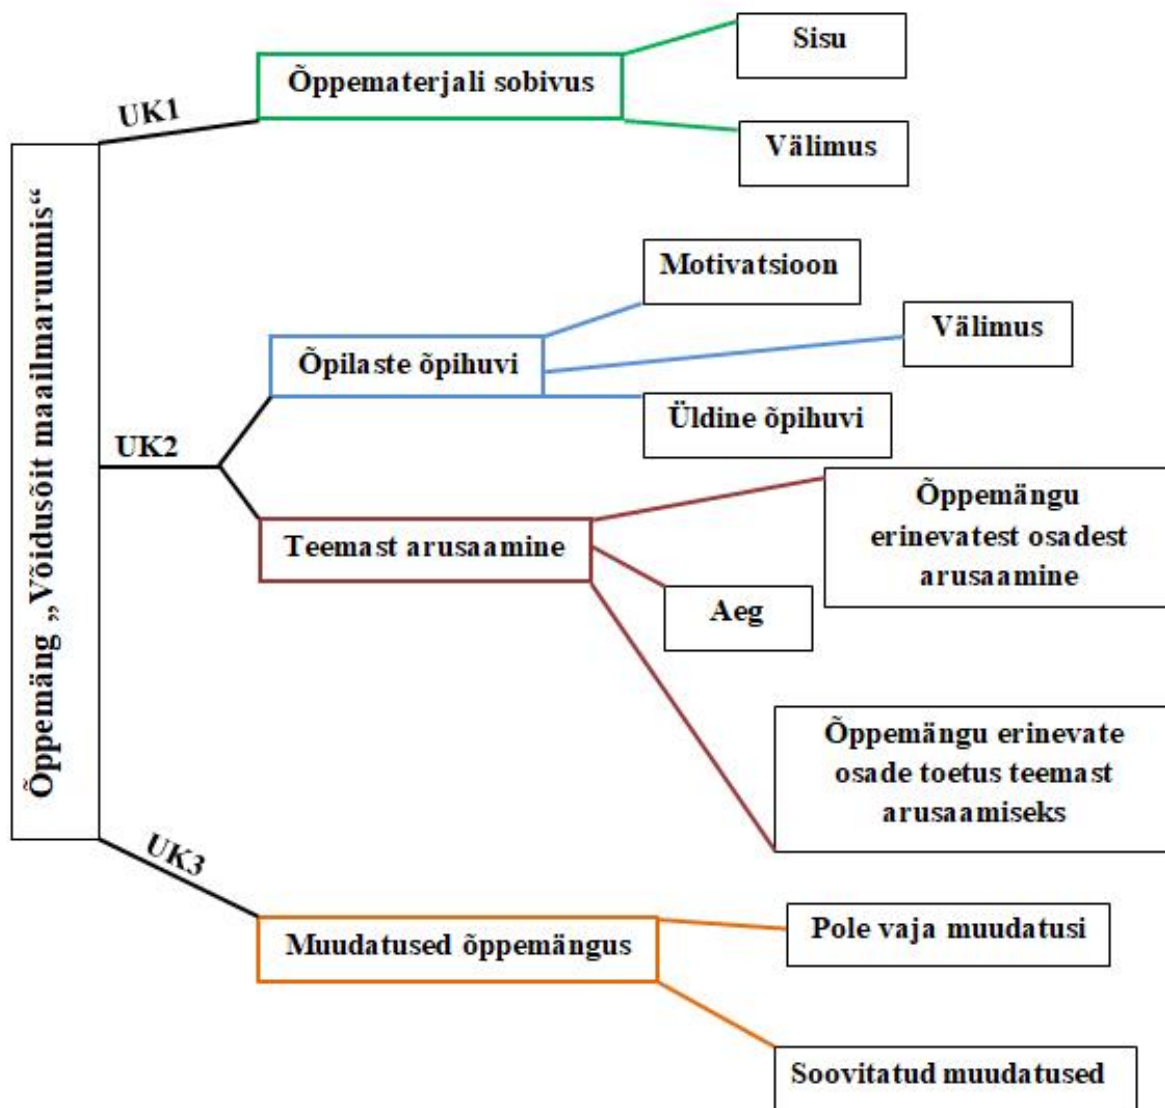 Õppemäng „Võidusõit maailmaruumis“
UK1
Õppematerjali sobivus
Sisu
Välimus
UK2
Õpilaste õpihuvi
Motivatsioon
Välimus
Üldine õpihuvi
Teemast arusaamine
Õppemängu
erinevatest osadest
arusaamine
Aeg
Õppemängu erinevate
osade toetus teemast
arusaamiseks
UK3
Muudatused õppemängus
Pole vaja muudatusi
Soovitatud muudatused